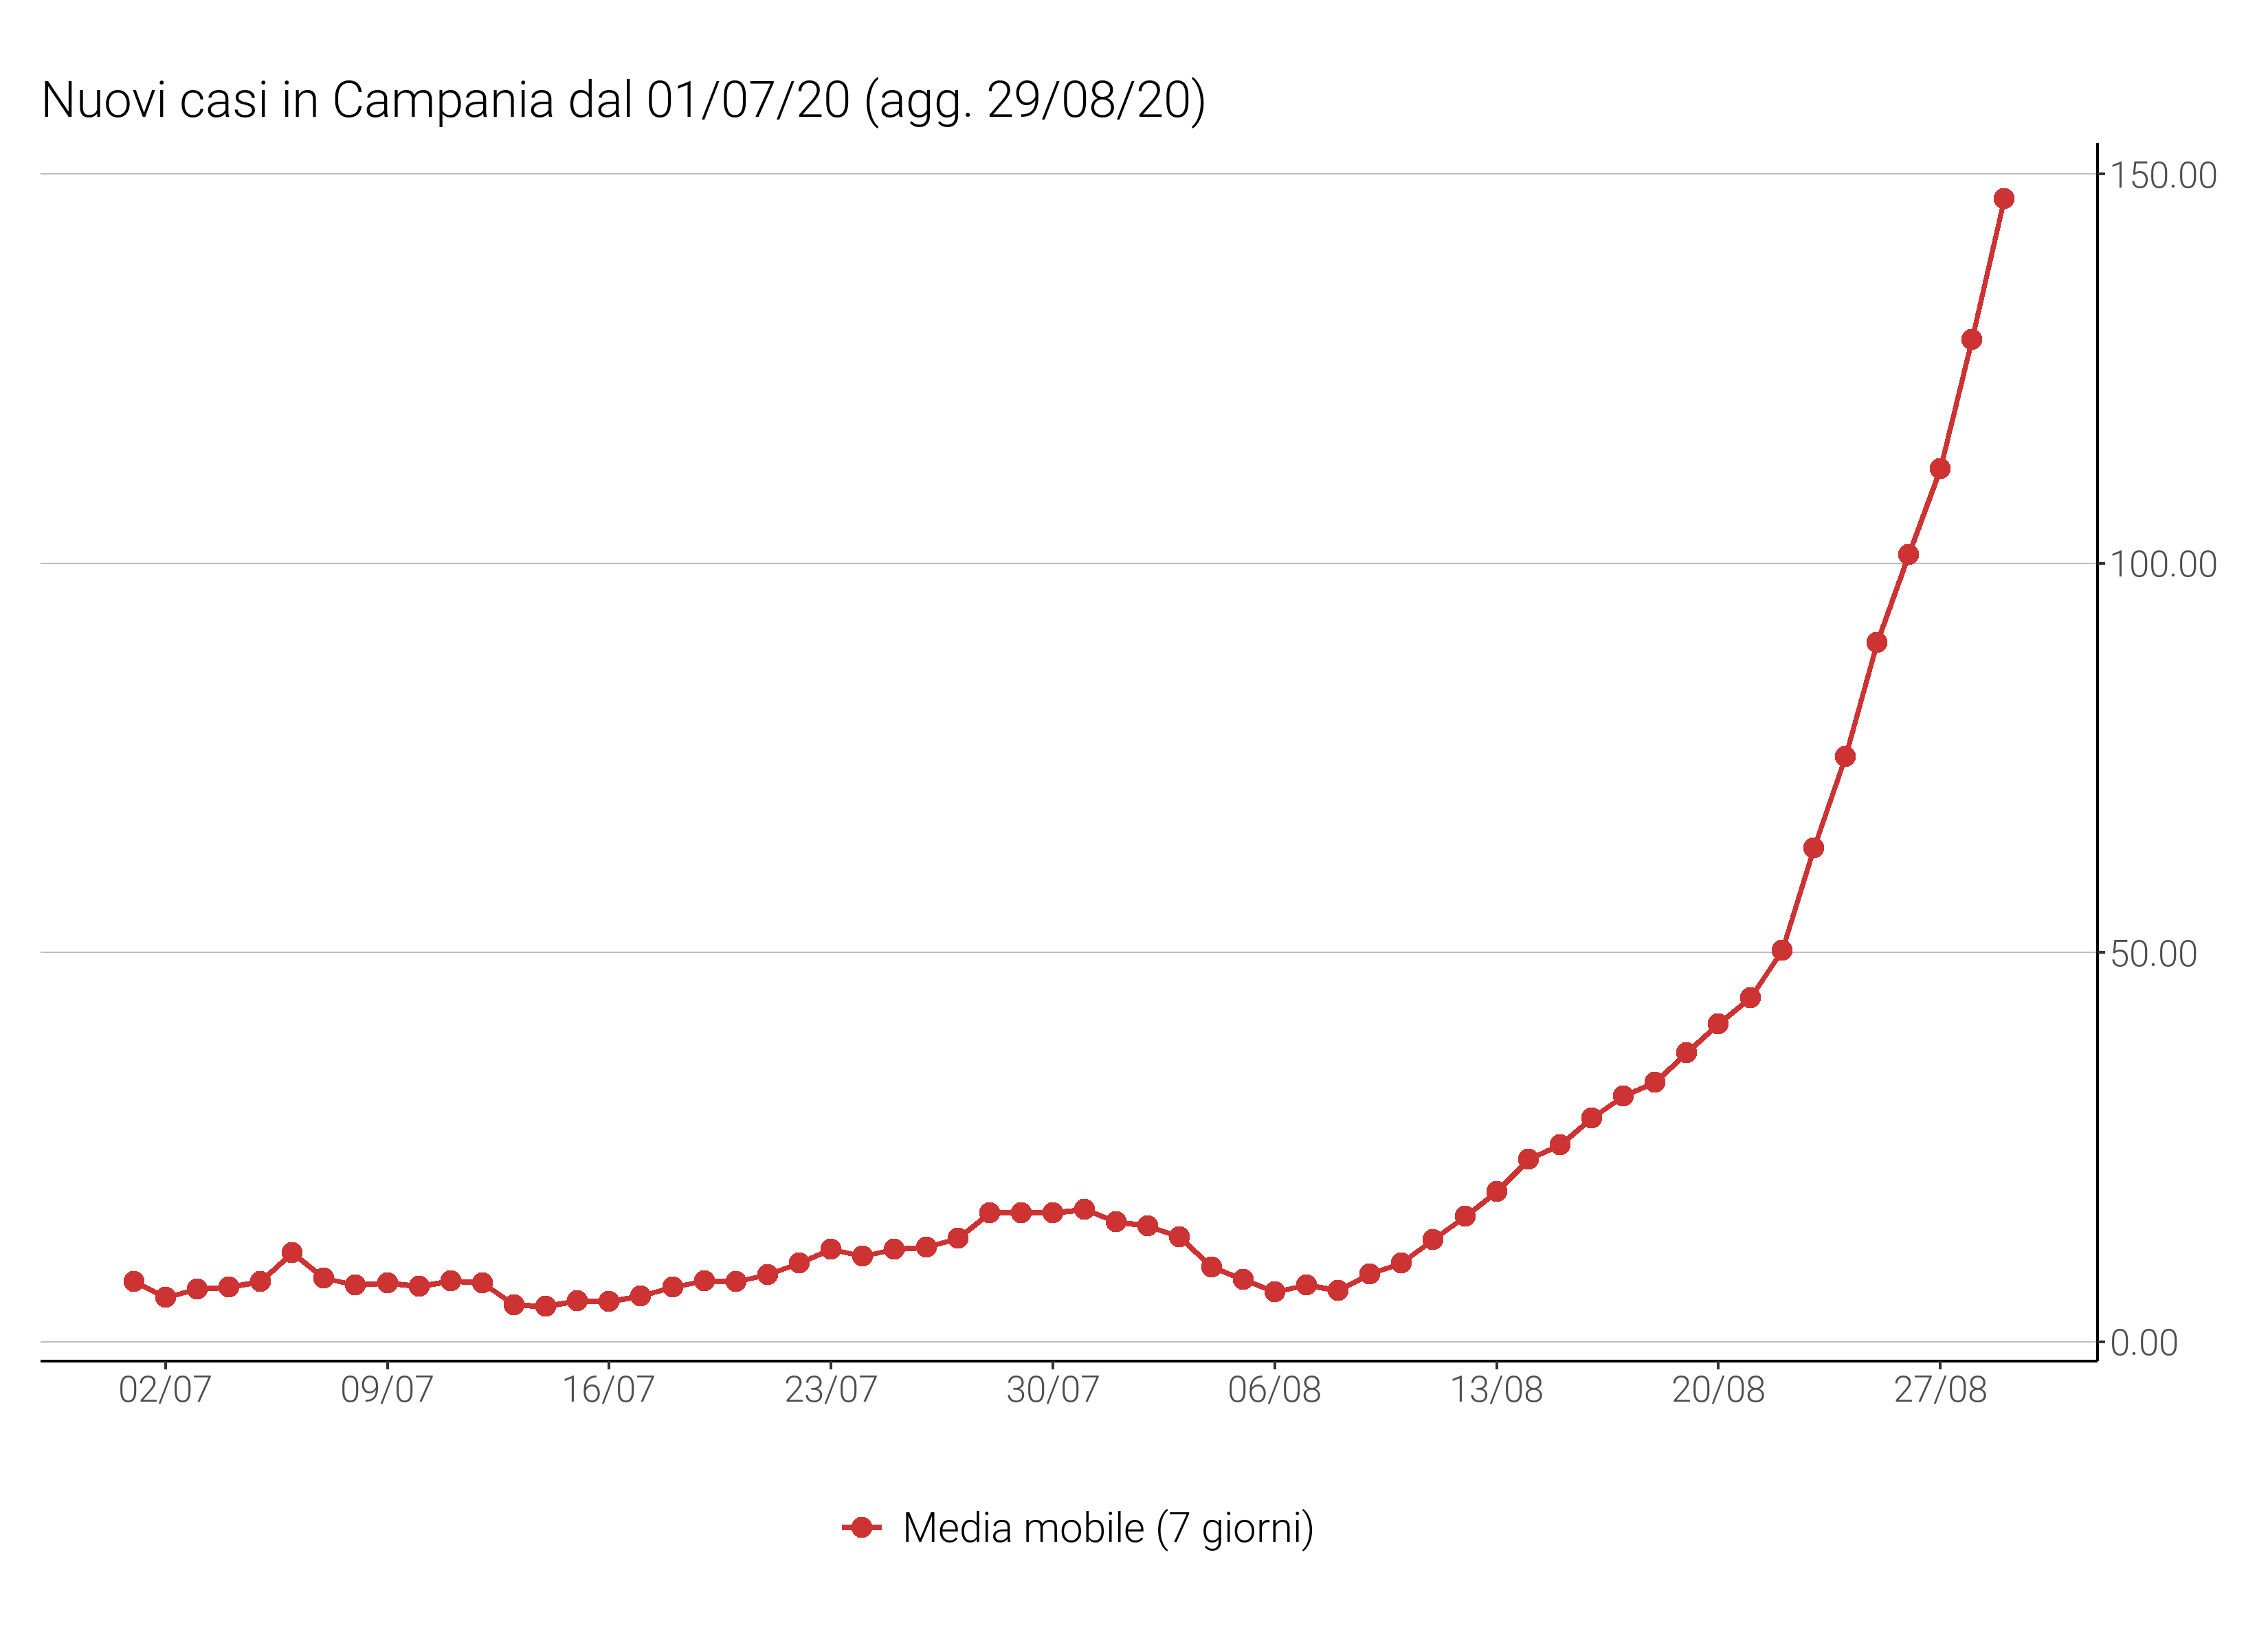 Nuovi casi in Campania dal 01/07/20 (agg. 29/08/20)
150.00
100.00
50.00
0.00
02/07 09/07 16/07 23/07 30/07 06/08 13/08 20/08 27/08
Media mobile (7 giorni)